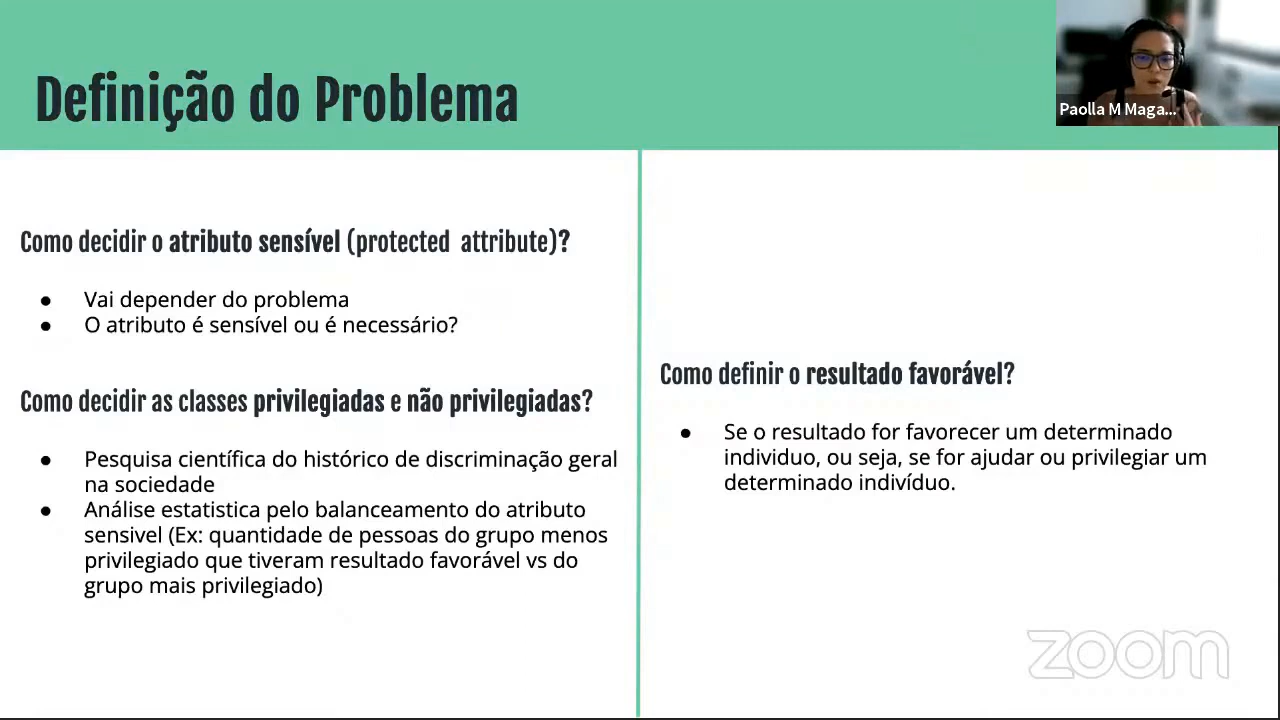 Definição do Problema
Paolla M Maga...
Como decidir o atributo sensível (protected attribute)?
● Vai depender do problema
● O atributo é sensível ou é necessário?
Como decidir as classes privilegiadas e não privilegiadas?
● Pesquisa científica do histórico de discriminação geral
na sociedade
● Análise estatistica pelo balanceamento do atributo
sensivel (Ex: quantidade de pessoas do grupo menos
privilegiado que tiveram resultado favorável vs do
grupo mais privilegiado)
Como definir o resultado favorável?
● Se o resultado for favorecer um determinado
individuo, ou seja, se for ajudar ou privilegiar um
determinado indivíduo.
zoom